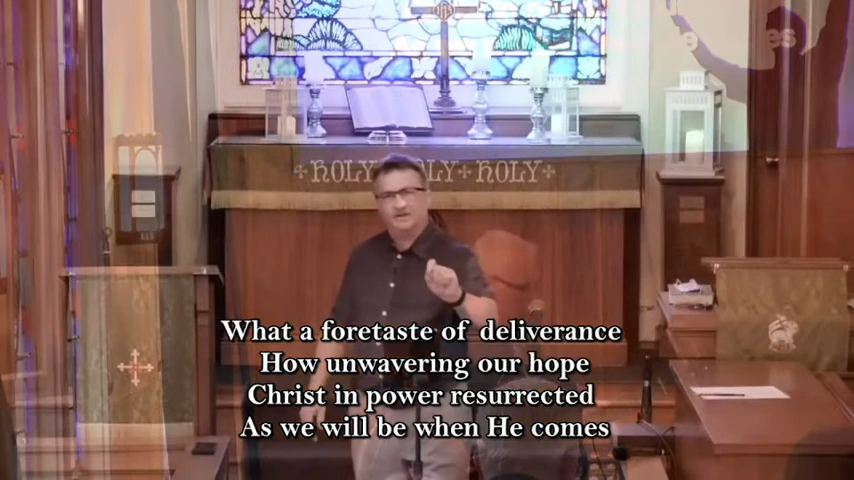 HOLY HOLY HOLY
What a foretaste of deliverance
How unwavering our hope
Christ in power resurrected
As we will be when He comes